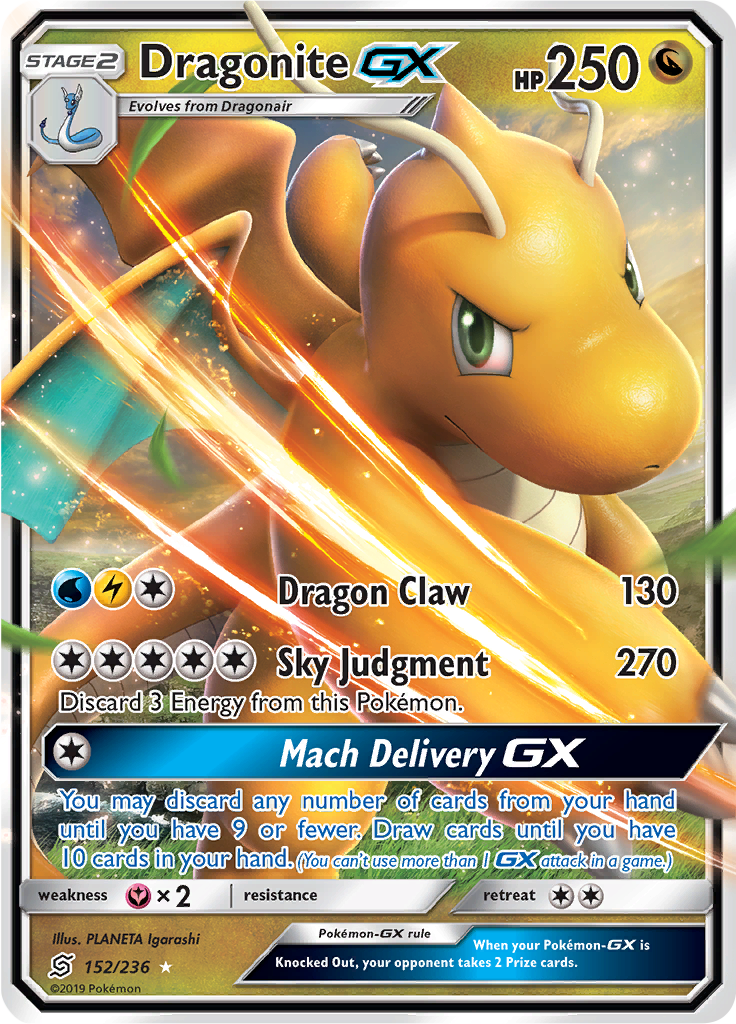 STAGE 2
Dragonite GX
HP 250
Evolves from Dragonair
Dragon Claw 130
Sky Judgment 270
Discard 3 Energy from this Pokémon.
Mach Delivery GX
You may discard any number of cards from your hand
until you have 9 or fewer. Draw cards until you have
10 cards in your hand. (You can't use more than 1 GX attack in a game.)
weakness × 2 resistance retreat
Illus. PLANETA Igarashi
152/236
©2019 Pokémon
Pokémon-GX rule
When your Pokémon-GX is
Knocked Out, your opponent takes 2 Prize cards.